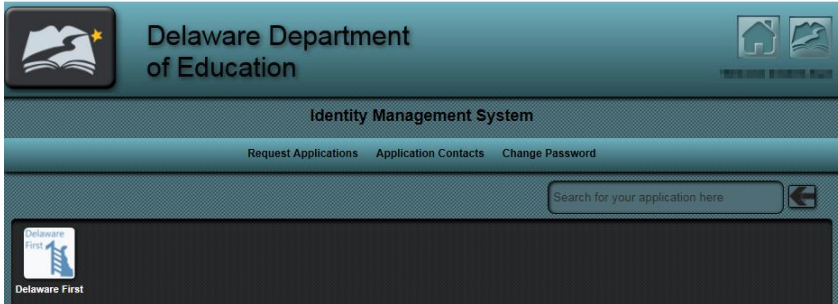 Delaware Department
of Education
Identity Management System
Request Applications Application Contacts Change Password
Search for your application here
Delaware
First
Delaware First